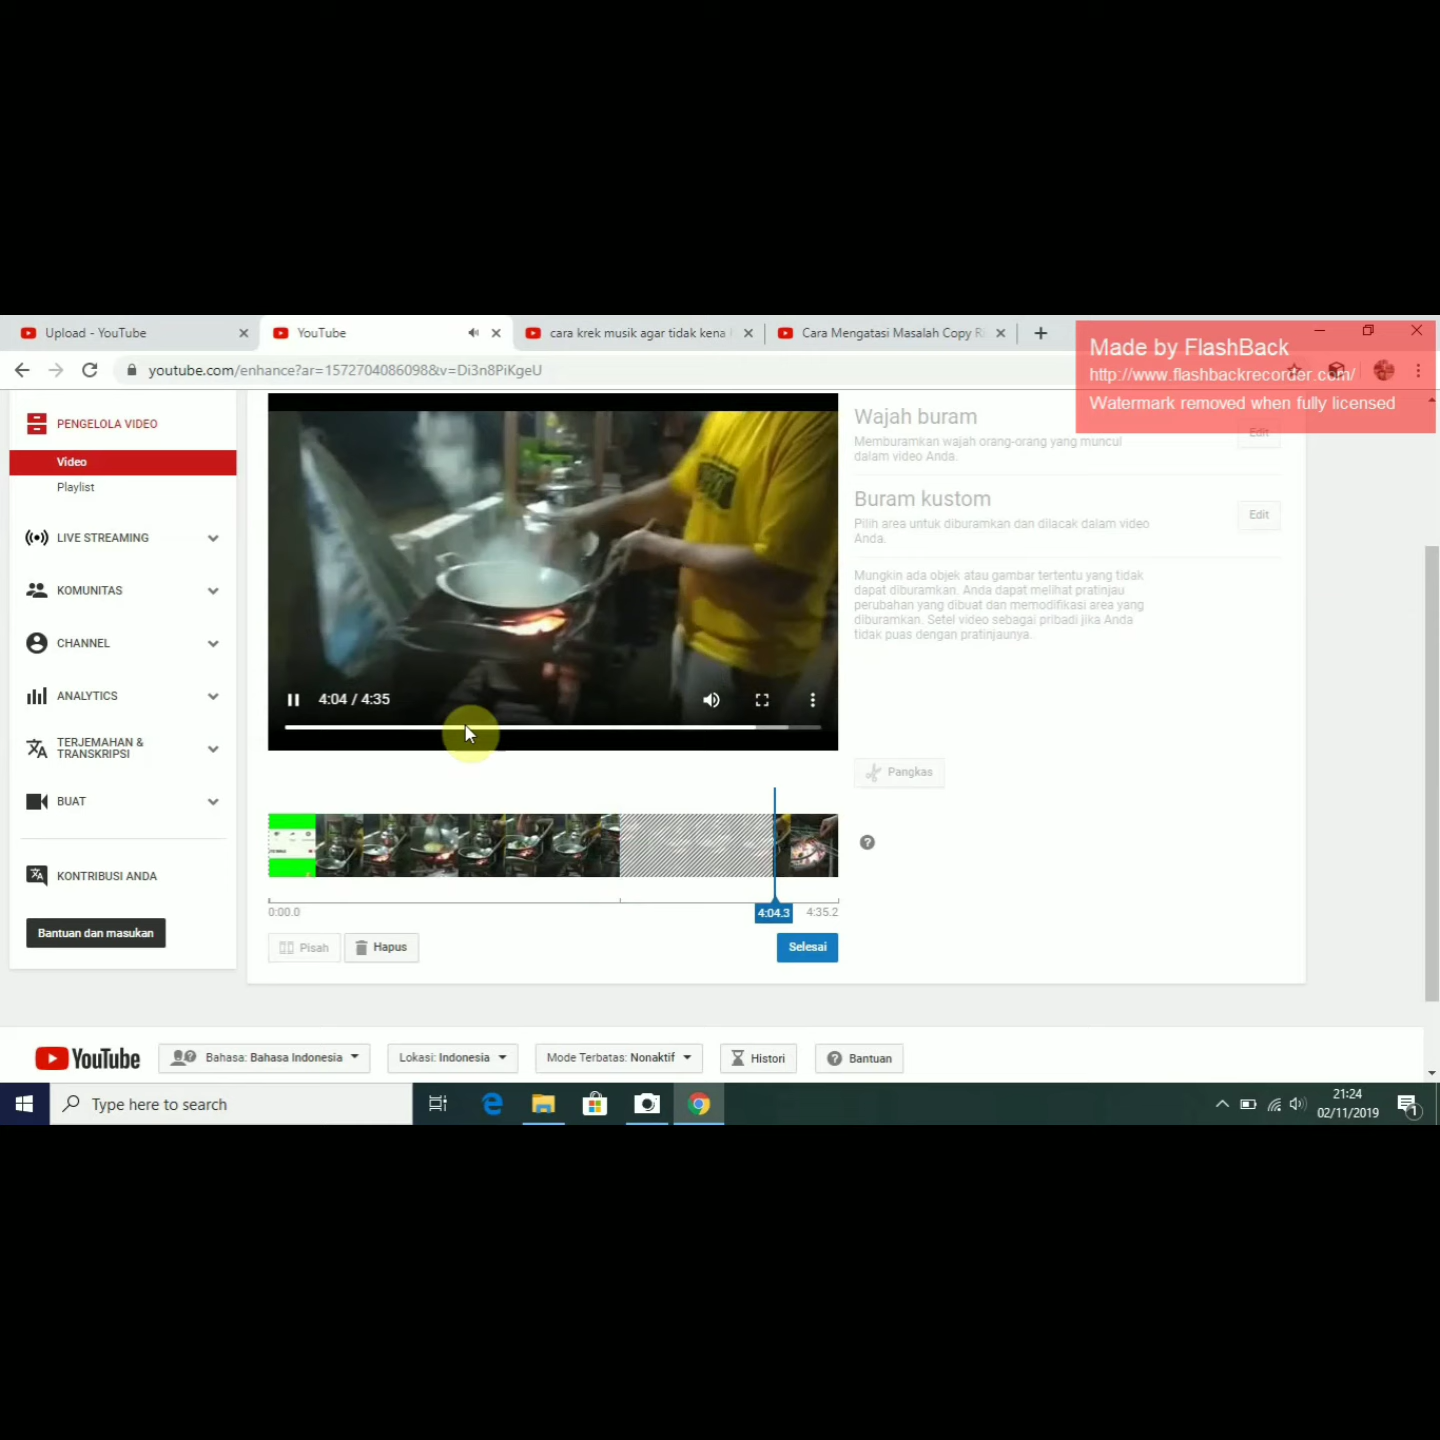 Upload - YouTube
YouTube
cara krek musik agar tidak kena
Cara Mengatasi Masalah Copy R
Made by FlashBack
http://www.flashbackrecorder.com/
Watermark removed when fully licensed
youtube.com/enhance?ar=1572704086098&v=Di3n8PiKgeU
PENGELOLA VIDEO
Video
Playlist
LIVE STREAMING
KOMUNITAS
CHANNEL
ANALYTICS
TERJEMAHAN &
TRANSKRIPSI
BUAT
KONTRIBUSI ANDA
Bantuan dan masukan
4:04 / 4:35
Wajah buram
Memburamkan wajah orang-orang yang muncul
dalam video Anda.
Edit
Buram kustom
Pilih area untuk diburamkan dan dilacak dalam video
Anda.
Edit
Mungkin ada objek atau gambar tertentu yang tidak
dapat diburamkan. Anda dapat melihat pratinjau
perubahan yang dibuat dan memodifikasi area yang
diburamkan. Setel video sebagai pribadi jika Anda
tidak puas dengan pratinjaunya.
Pangkas
0:00.0
4:04.3
4:35.2
Pisah
Hapus
Selesai
YouTube
Bahasa: Bahasa Indonesia
Lokasi: Indonesia
Mode Terbatas: Nonaktif
Histori
Bantuan
Type here to search
21:24
02/11/2019
1